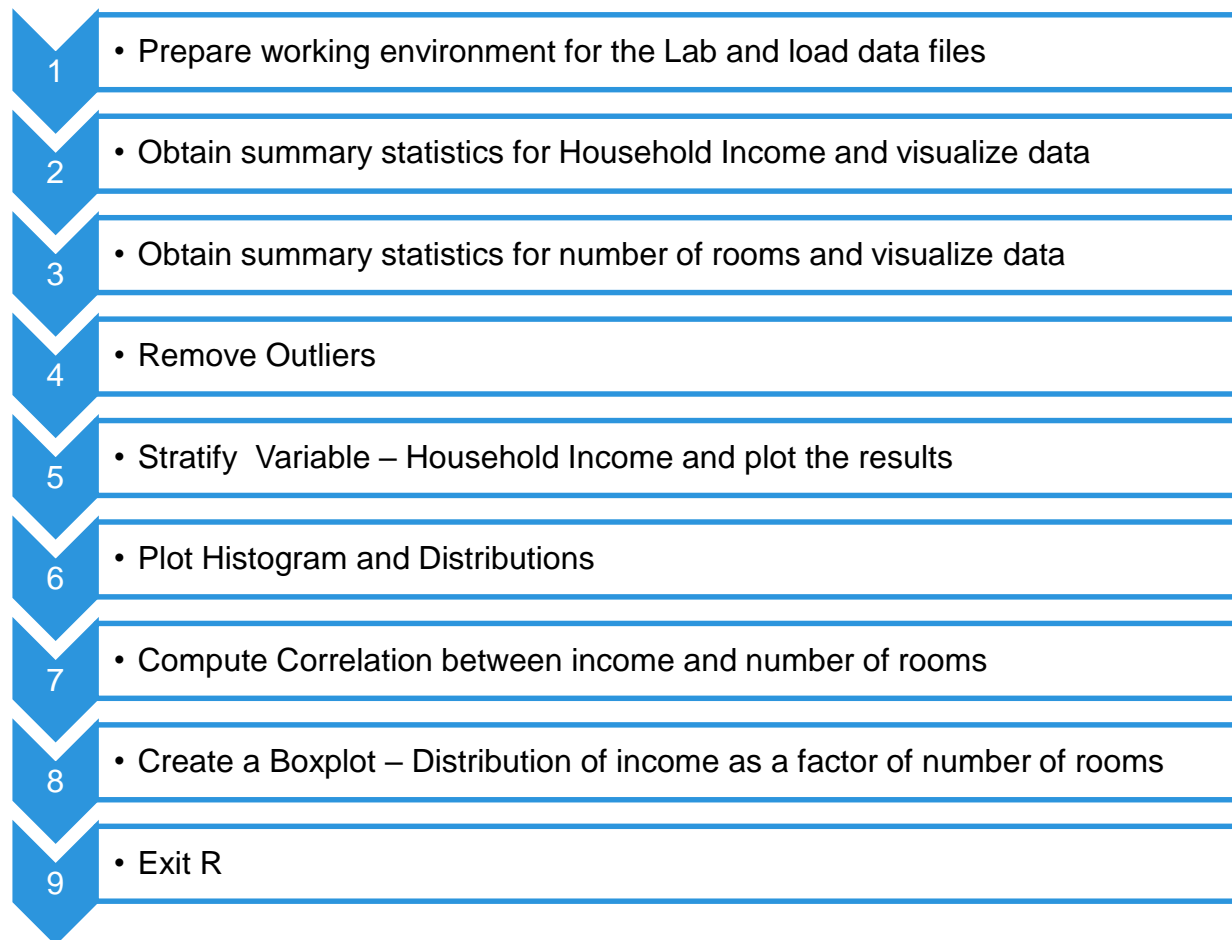 1
• Prepare working environment for the Lab and load data files
2
• Obtain summary statistics for Household Income and visualize data
3
• Obtain summary statistics for number of rooms and visualize data
4
• Remove Outliers
5
• Stratify  Variable – Household Income and plot the results
6
• Plot Histogram and Distributions
7
• Compute Correlation between income and number of rooms
8
• Create a Boxplot – Distribution of income as a factor of number of rooms
9
• Exit R